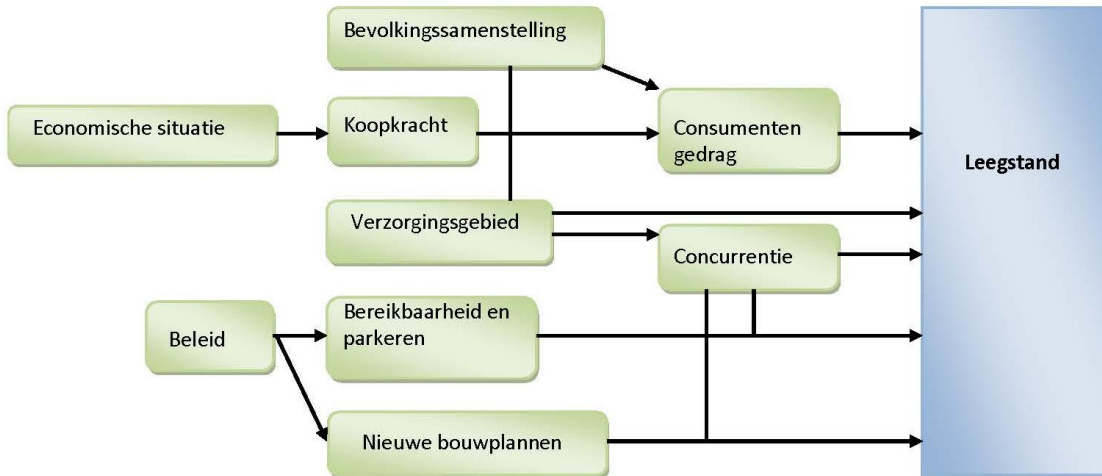 Bevolkingssamenstelling
Economische situatie
Koopkracht
Consumenten
gedrag
Leegstand
Verzorgingsgebied
Concurrentie
Beleid
Bereikbaarheid en
parkeren
Nieuwe bouwplannen